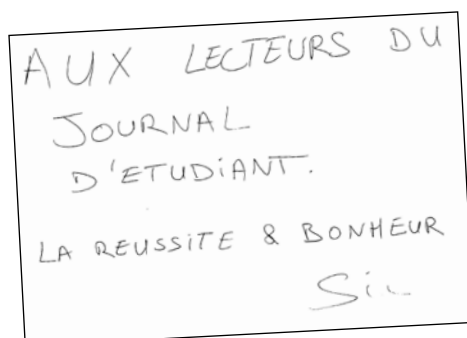 AUX LECTEURS DU
JOURNAL
D'ETUDIANT.
LA REUSSITE & BONHEUR